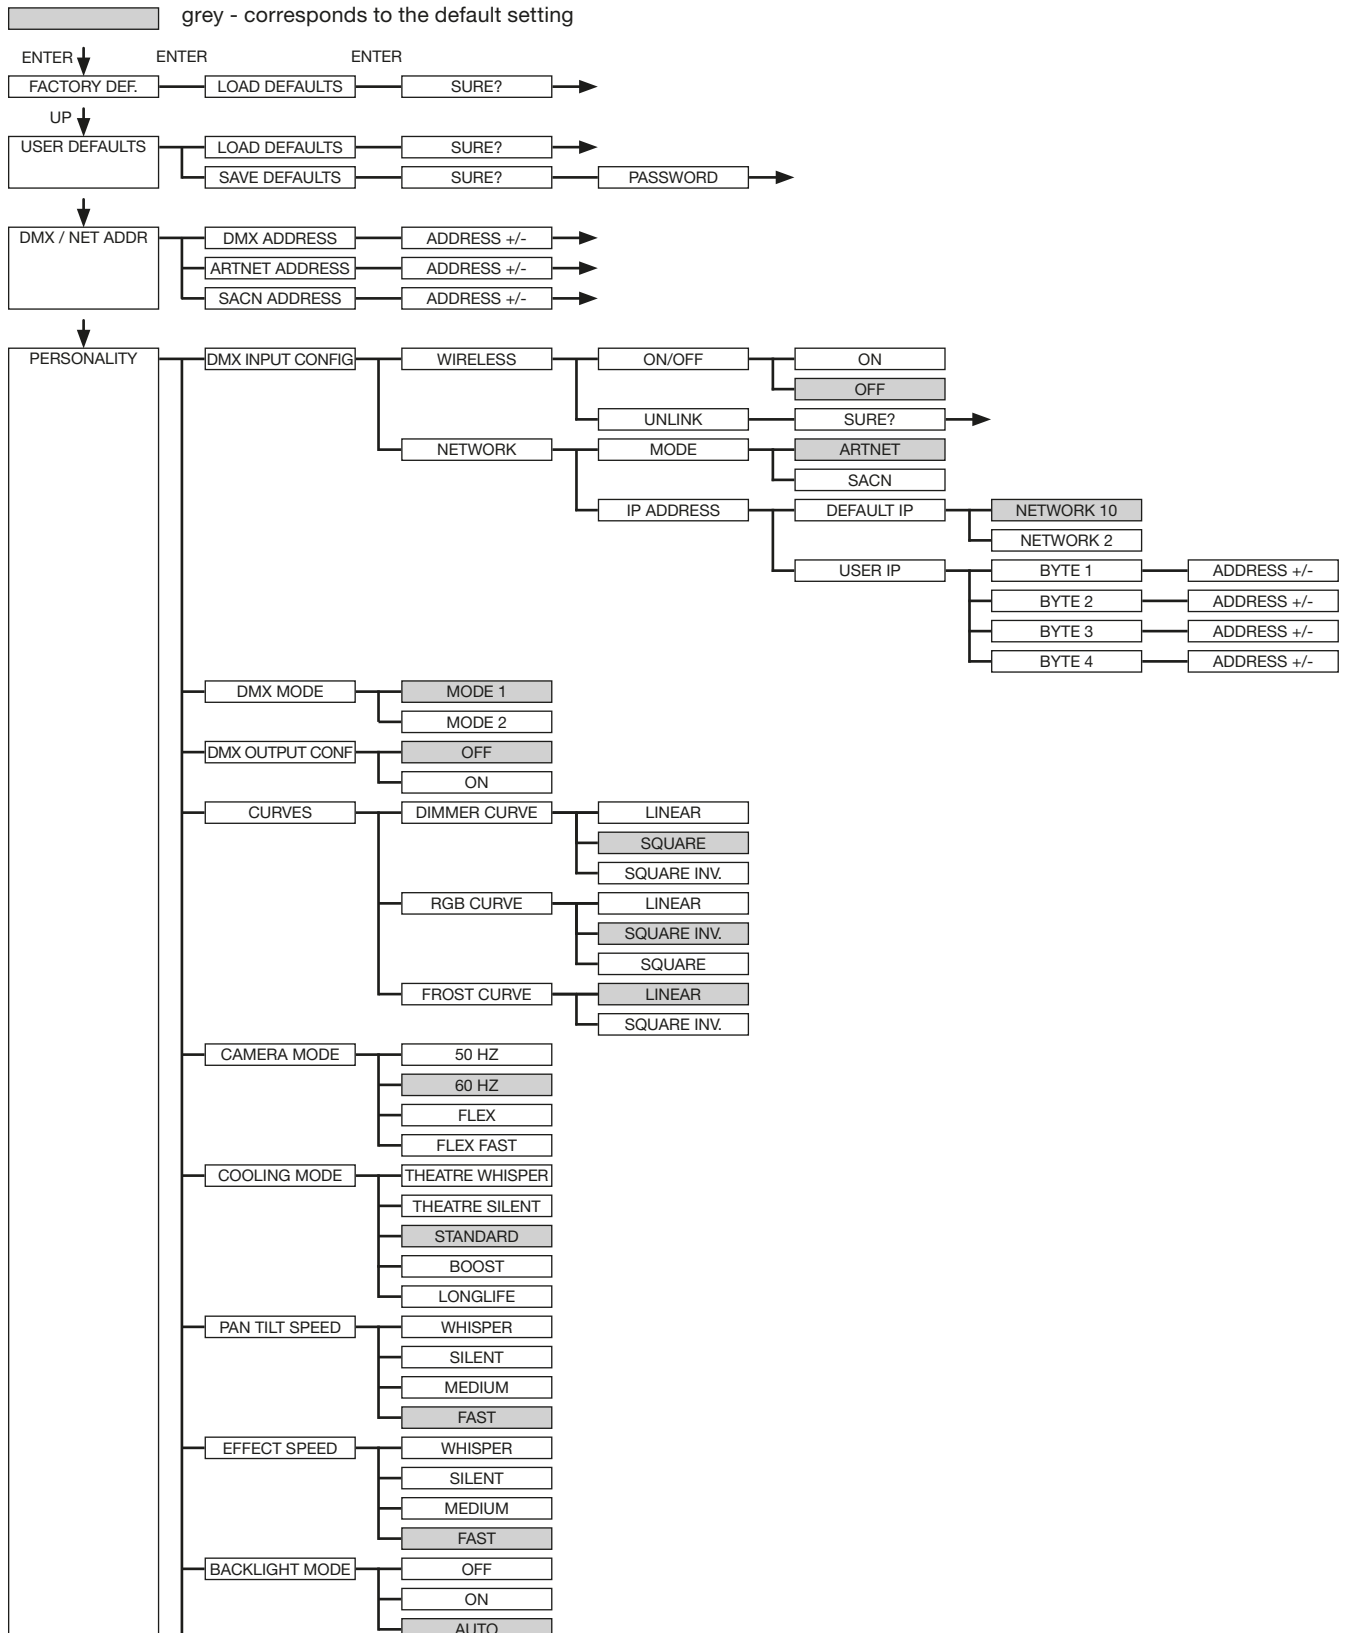 grey - corresponds to the default setting
ENTER ENTER ENTER
FACTORY DEF. LOAD DEFAULTS SURE?
UP
USER DEFAULTS LOAD DEFAULTS SURE?
SAVE DEFAULTS SURE? PASSWORD
DMX / NET ADDR DMX ADDRESS ADDRESS +/-
ARTNET ADDRESS ADDRESS +/-
SACN ADDRESS ADDRESS +/-
PERSONALITY DMX INPUT CONFIG WIRELESS ON/OFF ON
OFF
UNLINK SURE?
NETWORK MODE ARTNET
SACN
IP ADDRESS DEFAULT IP NETWORK 10
NETWORK 2
USER IP BYTE 1 ADDRESS +/-
BYTE 2 ADDRESS +/-
BYTE 3 ADDRESS +/-
BYTE 4 ADDRESS +/-
DMX MODE MODE 1
MODE 2
DMX OUTPUT CONF OFF
ON
CURVES DIMMER CURVE LINEAR
SQUARE
SQUARE INV.
RGB CURVE LINEAR
SQUARE INV.
SQUARE
FROST CURVE LINEAR
SQUARE INV.
CAMERA MODE 50 HZ
60 HZ
FLEX
FLEX FAST
COOLING MODE THEATRE WHISPER
THEATRE SILENT
STANDARD
BOOST
LONGLIFE
PAN TILT SPEED WHISPER
SILENT
MEDIUM
FAST
EFFECT SPEED WHISPER
SILENT
MEDIUM
FAST
BACKLIGHT MODE OFF
ON
AUTO